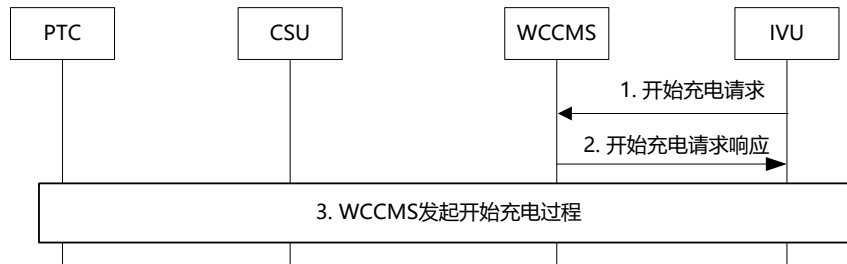 PTC
CSU
WCCMS
IVU
1. 开始充电请求
2. 开始充电请求响应
3. WCCMS发起开始充电过程